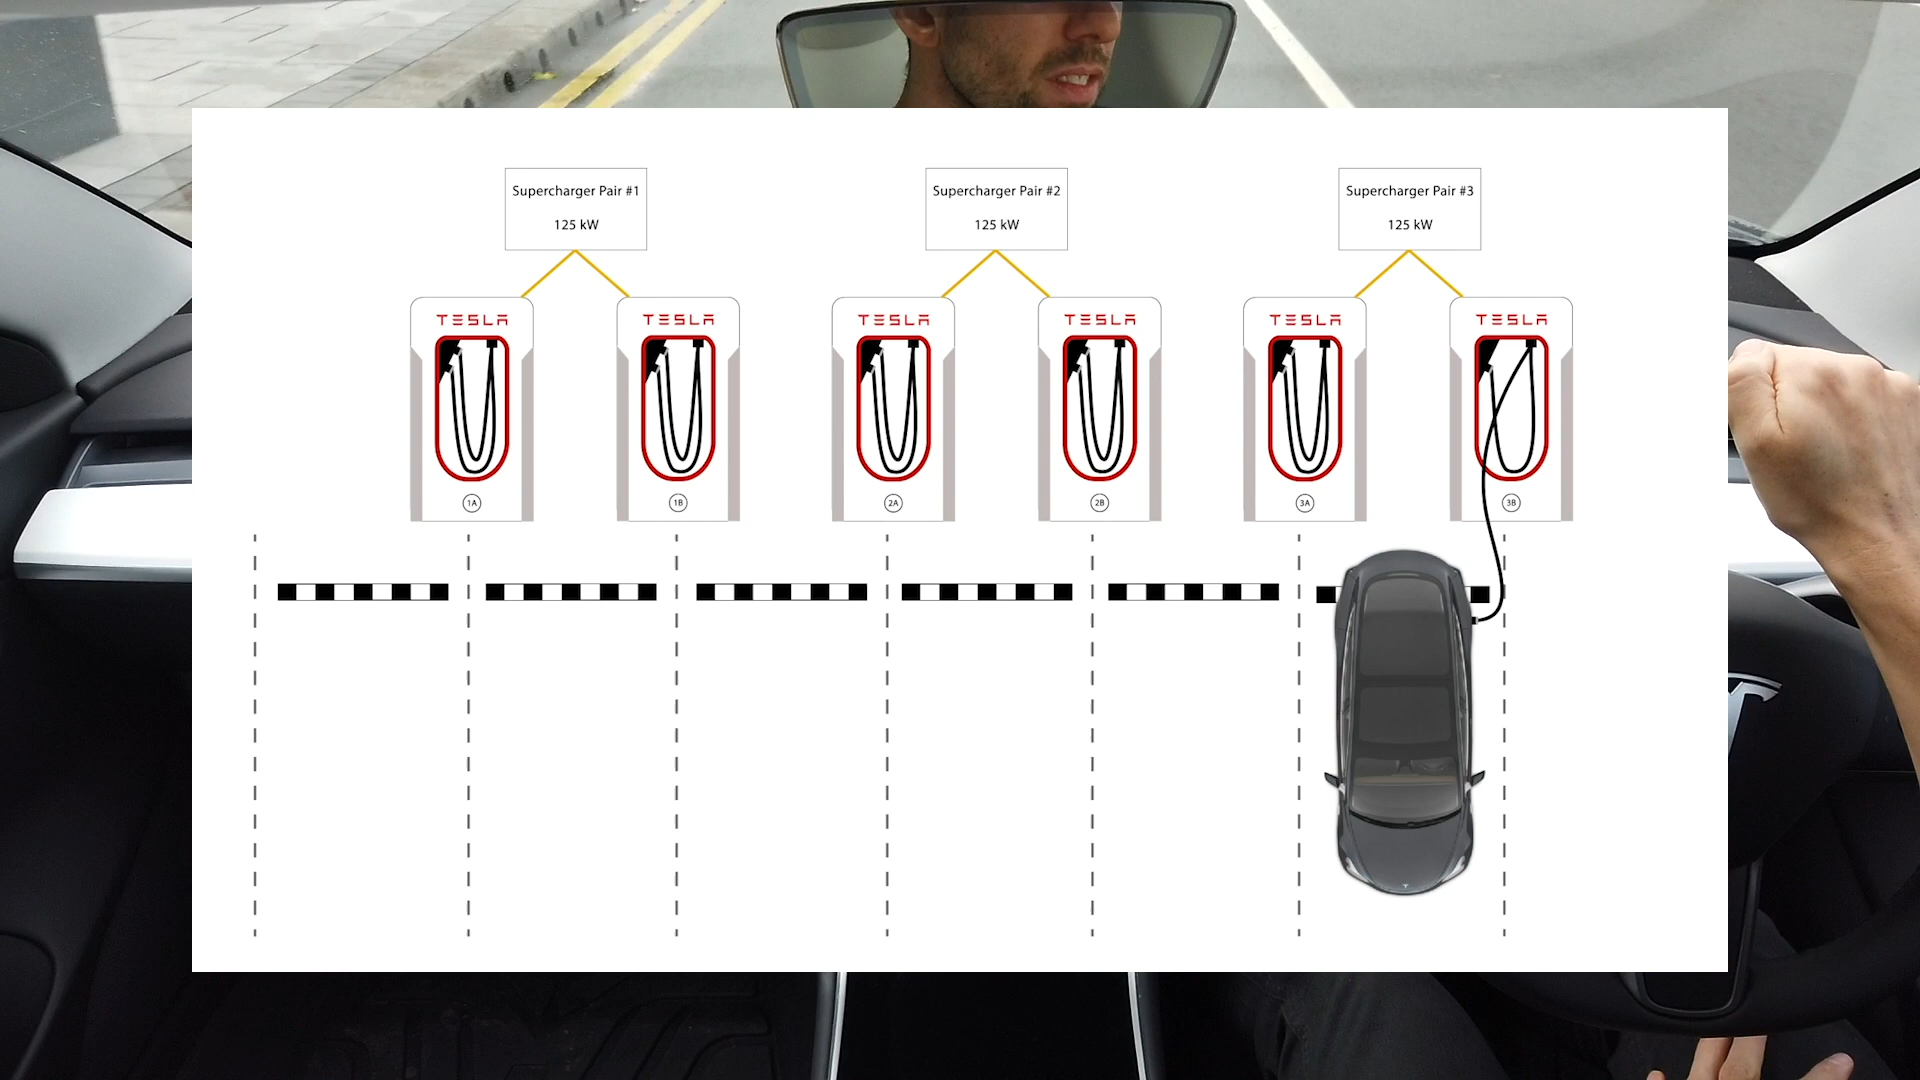 Supercharger Pair #1
125 kW
Supercharger Pair #2
125 kW
Supercharger Pair #3
125 kW
TESLA
TESLA
TESLA
TESLA
TESLA
TESLA
1A
1B
2A
2B
3A
3B